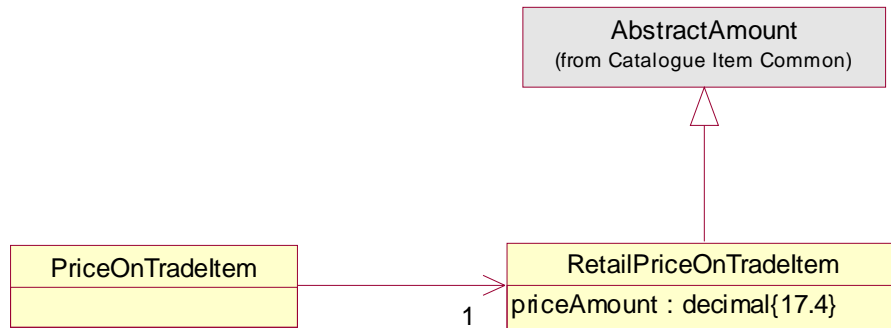 AbstractAmount
(from Catalogue Item Common)
PriceOnTradeItem
1
RetailPriceOnTradeItem
priceAmount : decimal{17.4}